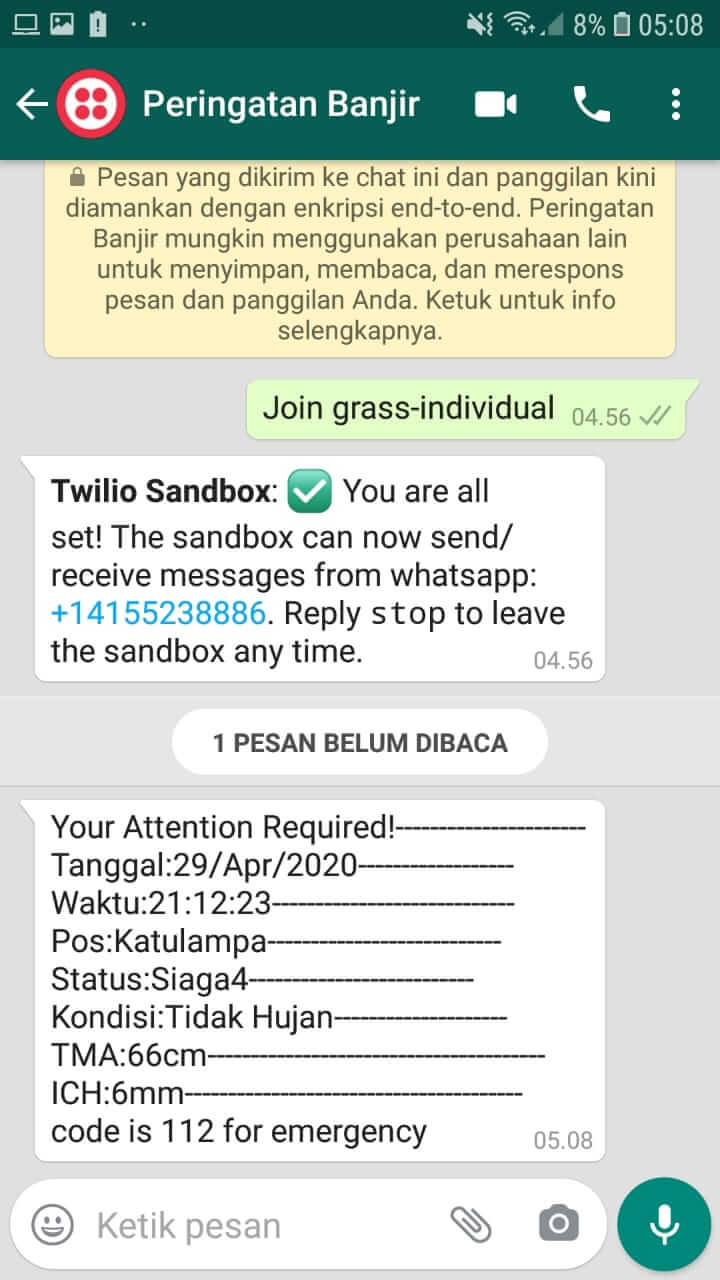 8% 05:08
Peringatan Banjir
Pesan yang dikirim ke chat ini dan panggilan kini
diamankan dengan enkripsi end-to-end. Peringatan
Banjir mungkin menggunakan perusahaan lain
untuk menyimpan, membaca, dan merespons
pesan dan panggilan Anda. Ketuk untuk info
selengkapnya.
Join grass-individual 04.56
Twilio Sandbox: ✅ You are all
set! The sandbox can now send/
receive messages from whatsapp:
+14155238886. Reply stop to leave
the sandbox any time. 04.56
1 PESAN BELUM DIBACA
Your Attention Required!----------------------
Tanggal:29/Apr/2020------------------
Waktu:21:12:23----------------------------
Pos:Katulampa---------------------------
Status:Siaga4--------------------------
Kondisi:Tidak Hujan--------------------
TMA:66cm---------------------------------------
ICH:6mm---------------------------------------
code is 112 for emergency 05.08
Ketik pesan